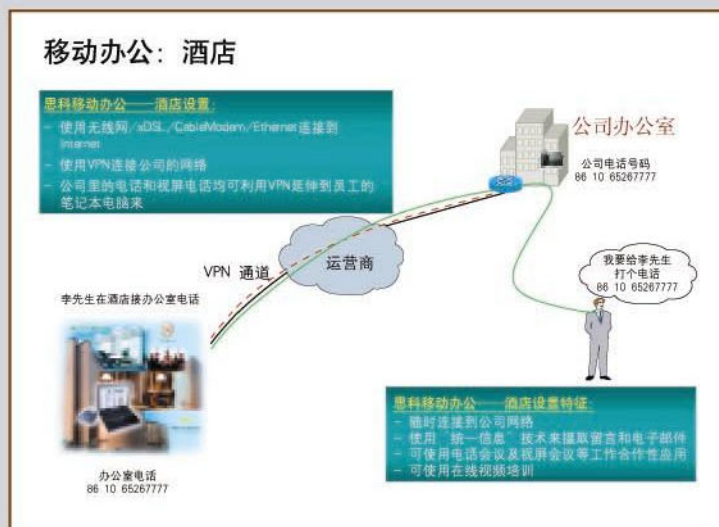 移动办公：酒店
思科移动办公——酒店设置：
- 使用无线网/xDSL/CableModem/Ethernet连接到
Internet
- 使用VPN连接公司的网络
- 公司里的电话和视屏电话均可利用VPN延伸到员工的
笔记本电脑来
公司办公室
公司电话号码
86 10 65267777
运营商
VPN 通道
我要给李先生
打个电话
86 10 65267777
李先生在酒店接办公室电话
办公室电话
86 10 65267777
思科移动办公——酒店设置特征：
- 随时连接到公司网络
- 使用“统一信息”技术来提取留言和电子邮件
- 可使用电话会议及视屏会议等工作合作性应用
- 可使用在线视频培训